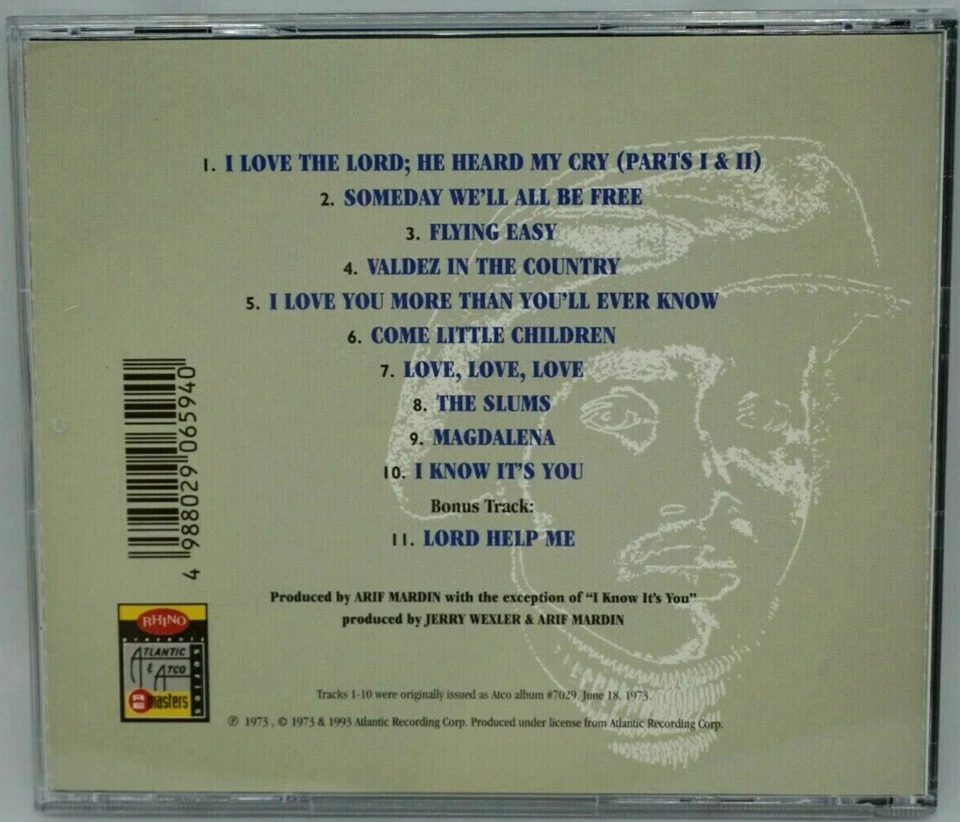 1. I LOVE THE LORD; HE HEARD MY CRY (PARTS I & II)
2. SOMEDAY WE'LL ALL BE FREE
3. FLYING EASY
4. VALDEZ IN THE COUNTRY
5. I LOVE YOU MORE THAN YOU'LL EVER KNOW
6. COME LITTLE CHILDREN
7. LOVE, LOVE, LOVE
8. THE SLUMS
9. MAGDALENA
10. I KNOW IT'S YOU
Bonus Track:
11. LORD HELP ME
4 988029 065940
Produced by ARIF MARDIN with the exception of "I Know It's You"
produced by JERRY WEXLER & ARIF MARDIN
RHINO
presents
ATLANTIC
& ATCO
Remasters
series
Tracks 1-10 were originally issued as Atco album #7029, June 18, 1973.
℗ 1973 , © 1973 & 1993 Atlantic Recording Corp. Produced under license from Atlantic Recording Corp.